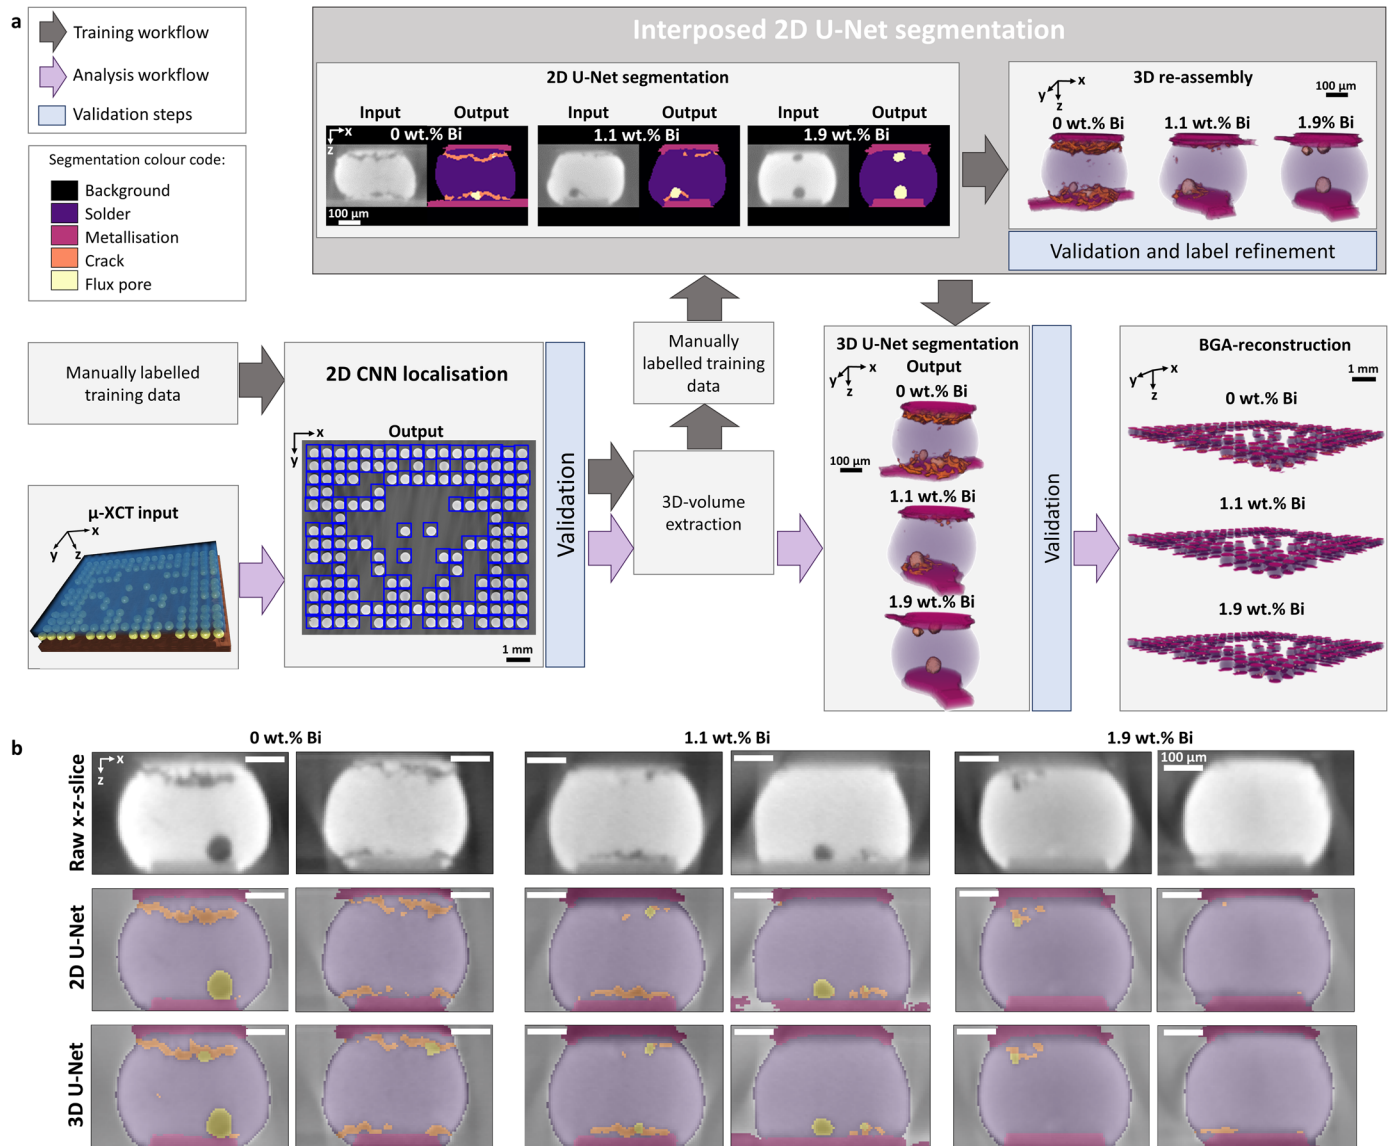 a
Training workflow
Analysis workflow
Validation steps
Segmentation colour code:
Background
Solder
Metallisation
Crack
Flux pore
Interposed 2D U-Net segmentation
2D U-Net segmentation
Input
Output
Input
Output
Input
Output
x
z
0 wt.% Bi
1.1 wt.% Bi
1.9 wt.% Bi
100 µm
3D re-assembly
x
y
z
100 µm
0 wt.% Bi
1.1 wt.% Bi
1.9% Bi
Validation and label refinement
Manually labelled
training data
2D CNN localisation
Output
x
y
1 mm
Validation
µ-XCT input
x
y
z
Manually
labelled training
data
3D-volume
extraction
3D U-Net segmentation
Output
x
y
z
0 wt.% Bi
100 µm
1.1 wt.% Bi
1.9 wt.% Bi
Validation
BGA-reconstruction
x
y
z
1 mm
0 wt.% Bi
1.1 wt.% Bi
1.9 wt.% Bi
b
0 wt.% Bi
1.1 wt.% Bi
1.9 wt.% Bi
Raw x-z-slice
x
z
100 µm
2D U-Net
3D U-Net